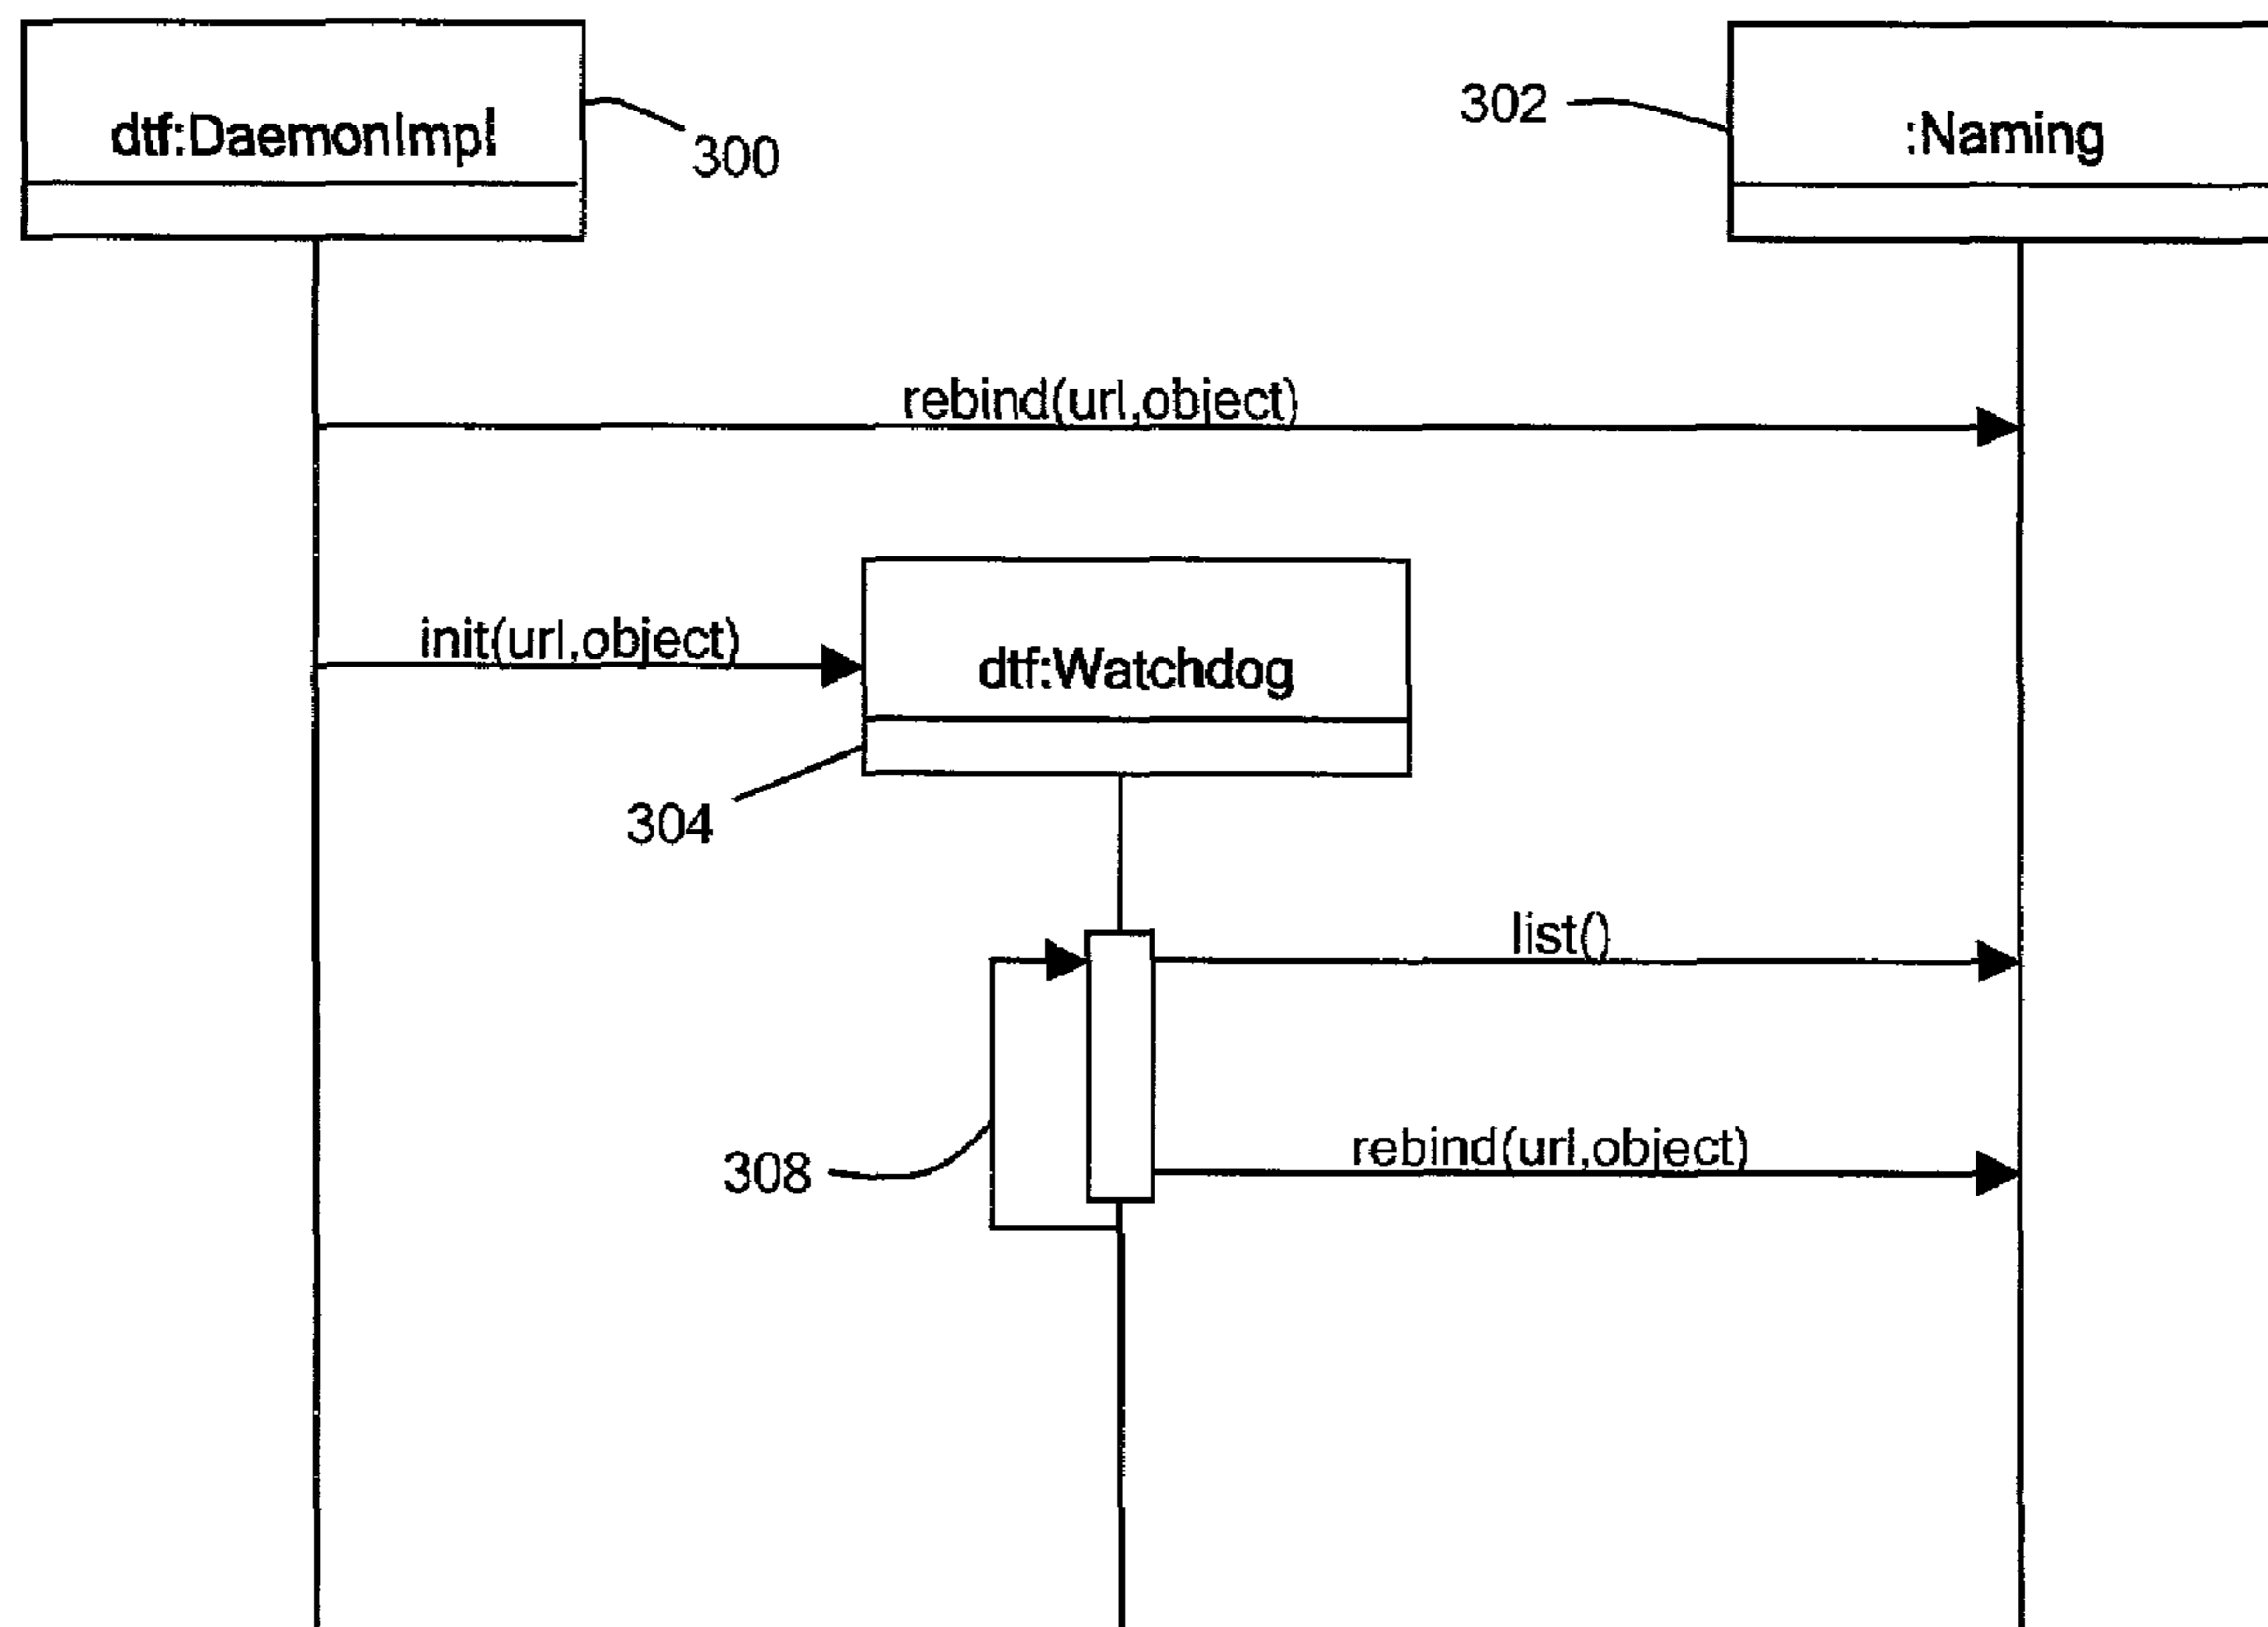 dtf:DaemonImpl
300
302
:Naming
rebind(url,object)
init(url,object)
dtf:Watchdog
304
list()
308
rebind(url,object)